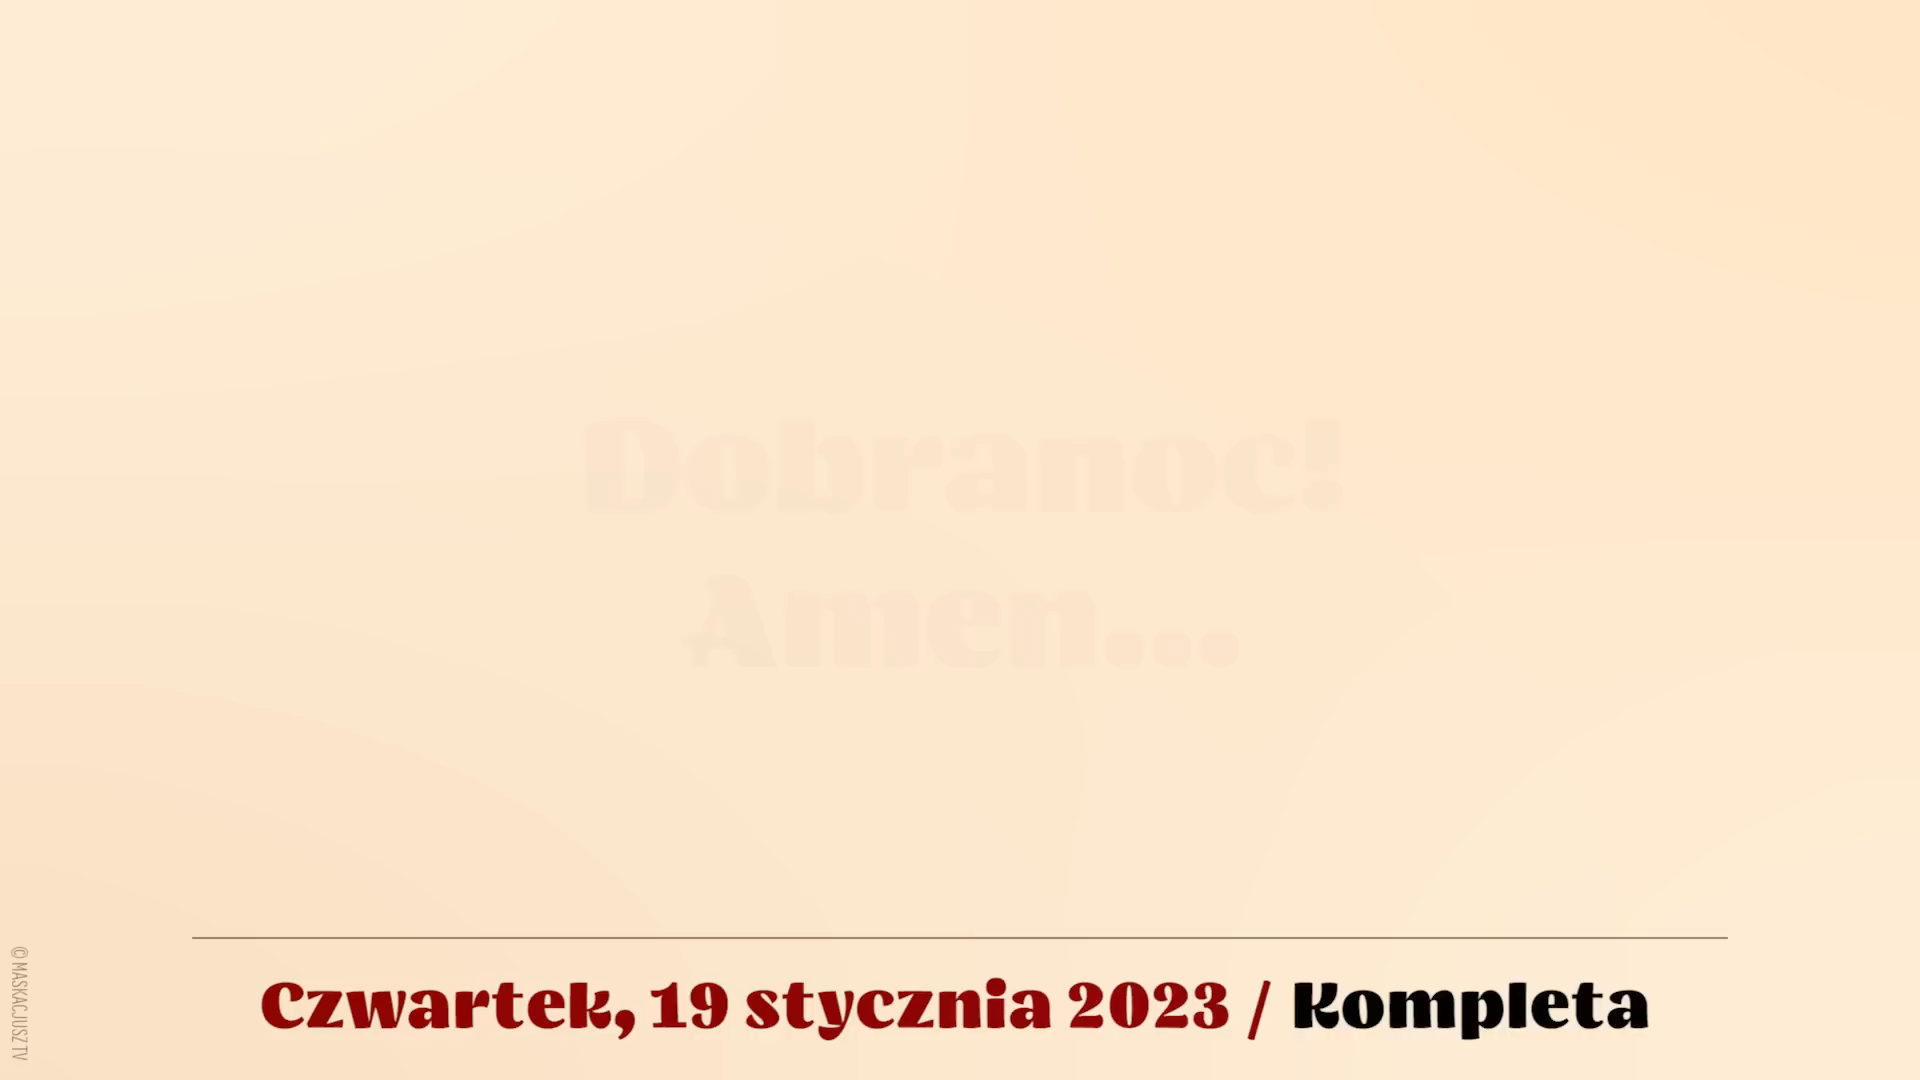 Dobranoc!
Amen...
Czwartek, 19 stycznia 2023 / Kompleta
© MASKACJUSZ TV